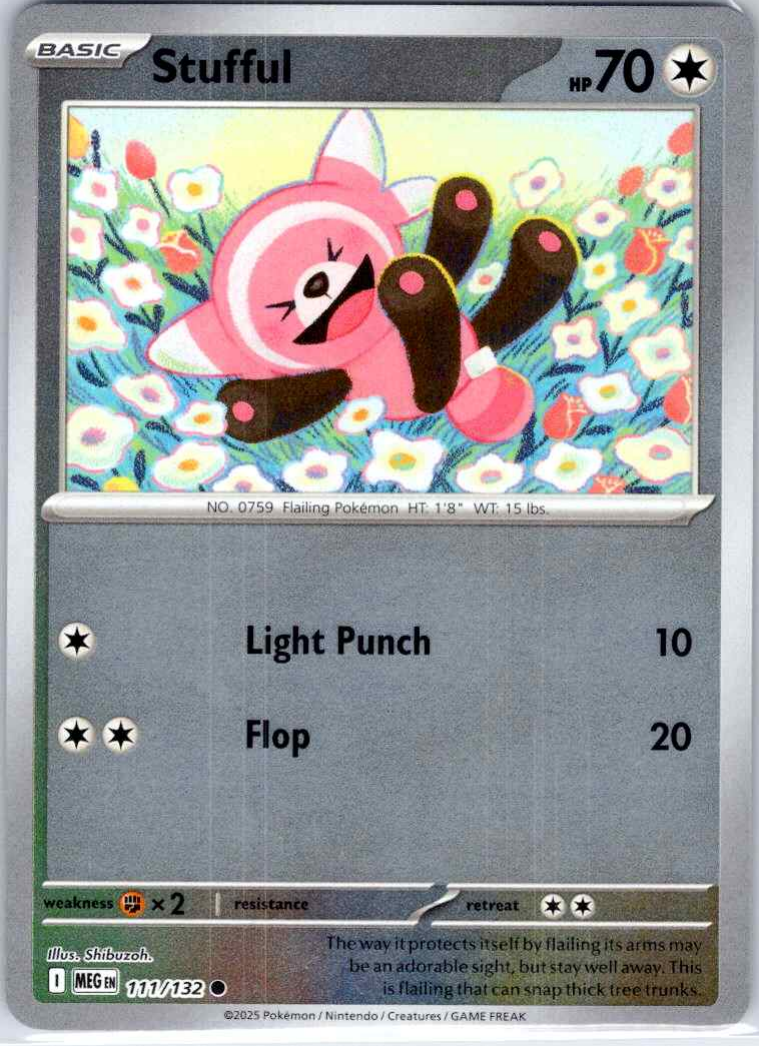 BASIC
Stufful
HP 70
NO. 0759 Flailing Pokémon HT: 1'8" WT: 15 lbs.
Light Punch 10
Flop 20
weakness ×2 resistance retreat
Illus. Shibuzoh.
The way it protects itself by flailing its arms may
be an adorable sight, but stay well away. This
is flailing that can snap thick tree trunks.
I MEG EN 111/132
©2025 Pokémon / Nintendo / Creatures / GAME FREAK